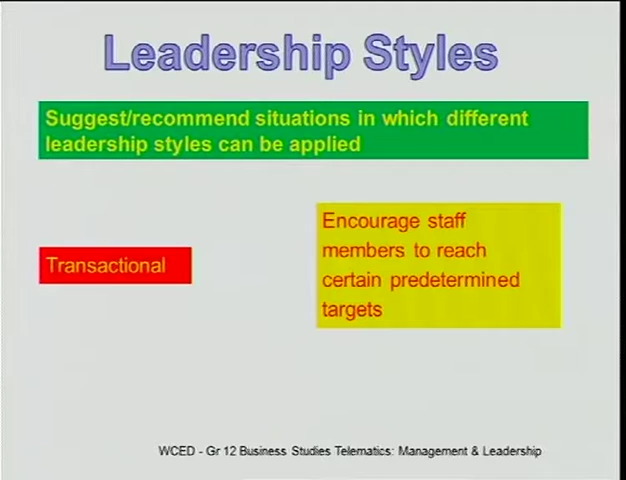 Leadership Styles
Suggest/recommend situations in which different
leadership styles can be applied
Encourage staff
members to reach
certain predetermined
targets
Transactional
WCED - Gr 12 Business Studies Telematics: Management & Leadership